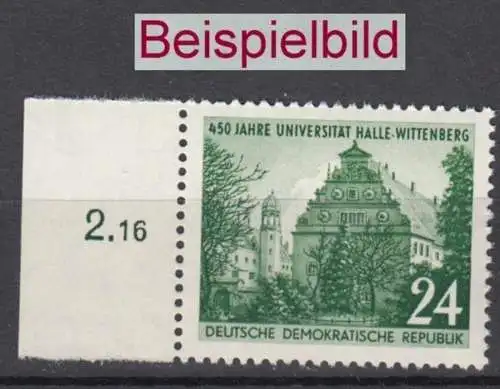 Beispielbild
450 JAHRE UNIVERSITÄT HALLE-WITTENBERG
2.16
24
DEUTSCHE DEMOKRATISCHE REPUBLIK